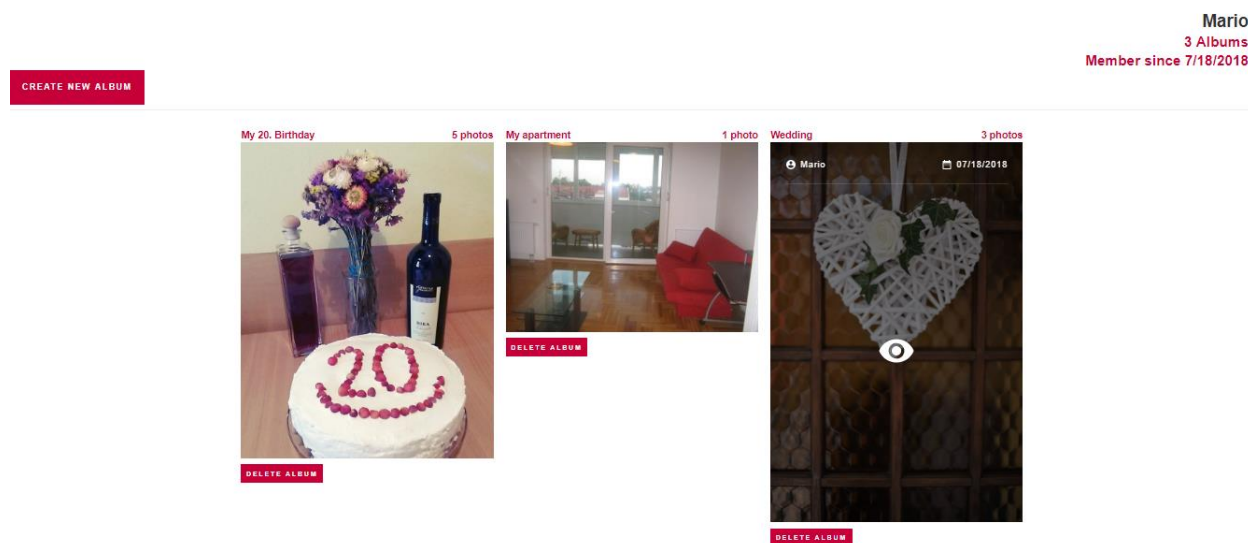 Mario
3 Albums
Member since 7/18/2018
CREATE NEW ALBUM
My 20. Birthday 5 photos
My apartment 1 photo
Wedding 3 photos
Mario 07/18/2018
20
DELETE ALBUM
DELETE ALBUM
DELETE ALBUM